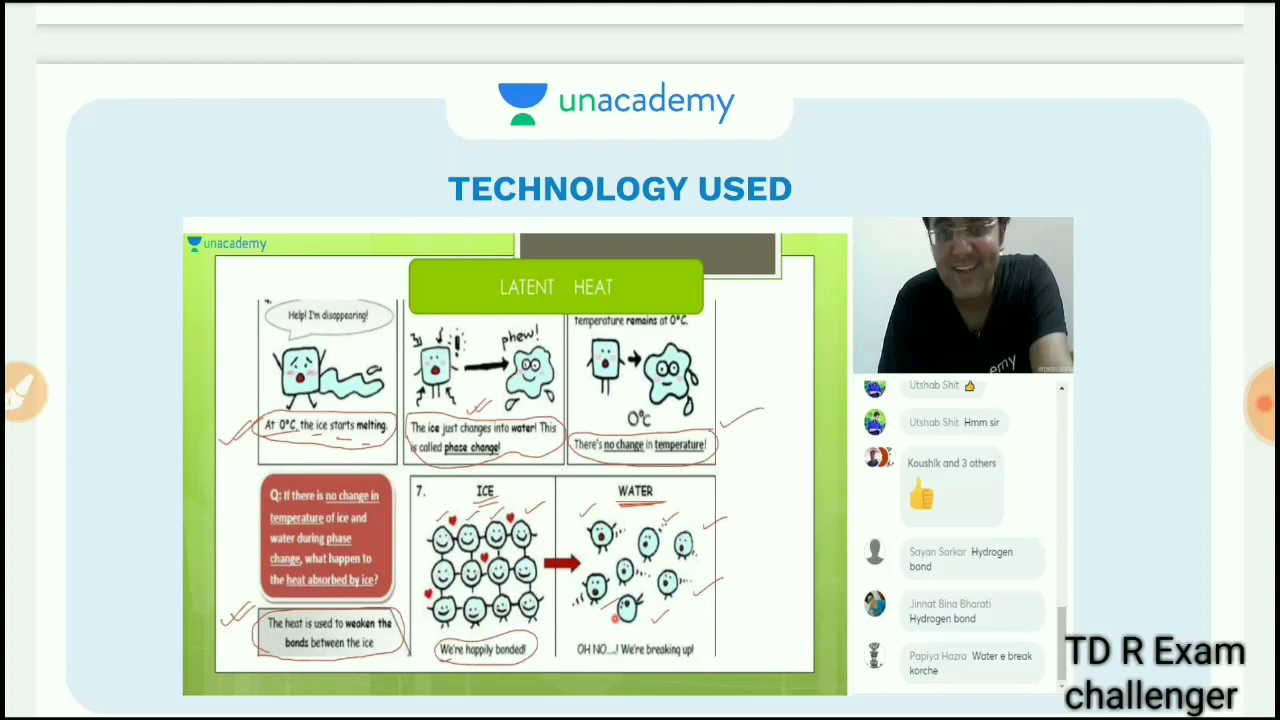 unacademy
TECHNOLOGY USED
unacademy
LATENT HEAT
Help! I'm disappearing!
At 0°C, the ice starts melting.
phew!
The ice just changes into water! This
is called phase change!
temperature remains at 0°C.
0°C
There's no change in temperature!
Q: If there is no change in
temperature of ice and
water during phase
change, what happen to
the heat absorbed by ice?
The heat is used to weaken the
bonds between the ice
7. ICE
WATER
We're happily bonded!
OH NO....! We're breaking up!
emy
Utshab Shit 👍
Utshab Shit Hmm sir
Koushik and 3 others
👍
Sayan Sarkar Hydrogen
bond
Jinnat Bina Bharati
Hydrogen bond
Papiya Hazra Water e break
korche
TD R Exam
challenger